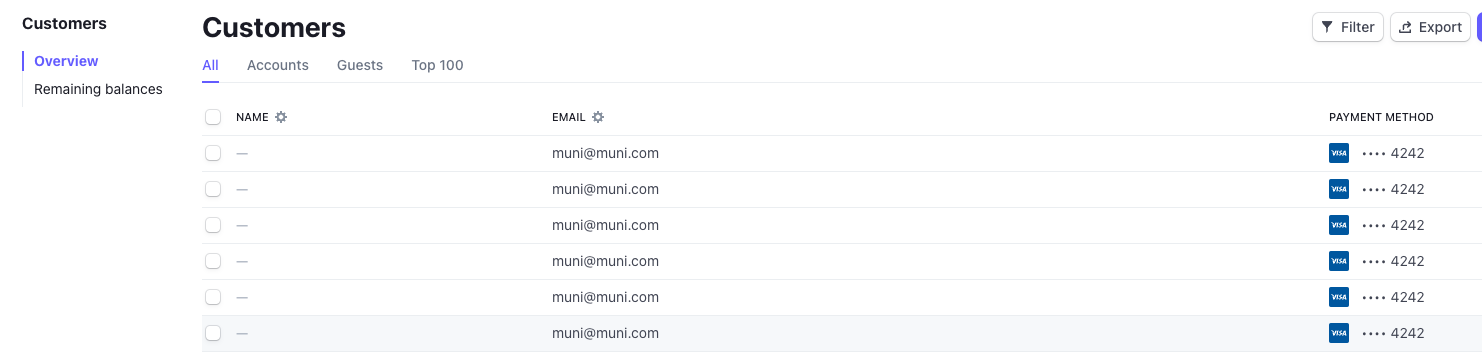 Customers
Overview
Remaining balances
Customers
Filter Export
All Accounts Guests Top 100
NAME EMAIL PAYMENT METHOD
— muni@muni.com VISA •••• 4242
— muni@muni.com VISA •••• 4242
— muni@muni.com VISA •••• 4242
— muni@muni.com VISA •••• 4242
— muni@muni.com VISA •••• 4242
— muni@muni.com VISA •••• 4242